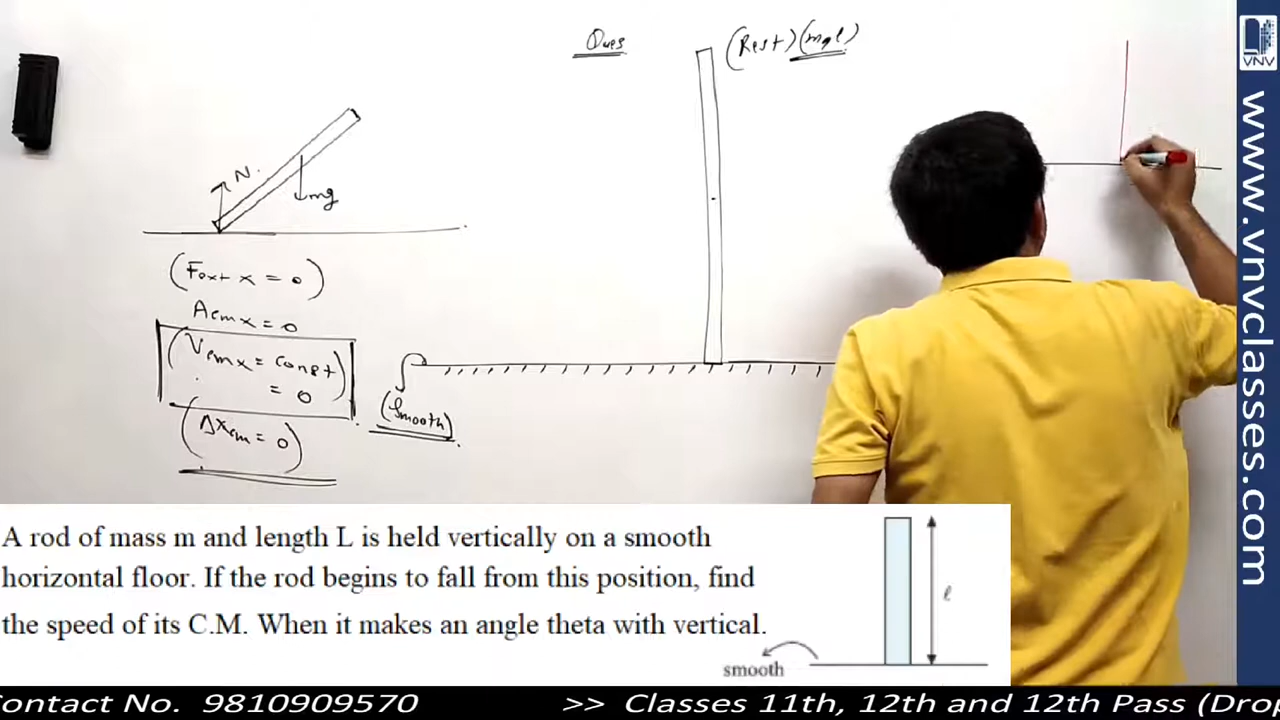 Ques
(Rest) (mgl)
N.
mg
(Fext x = 0)
Acmx = 0
(Vcmx = const)
= 0
(Δxcm = 0)
(Smooth)
A rod of mass m and length L is held vertically on a smooth
horizontal floor. If the rod begins to fall from this position, find
the speed of its C.M. When it makes an angle theta with vertical.
ℓ
smooth
VNV
www.vnvclasses.com
Contact No. 9810909570 >> Classes 11th, 12th and 12th Pass (Drop